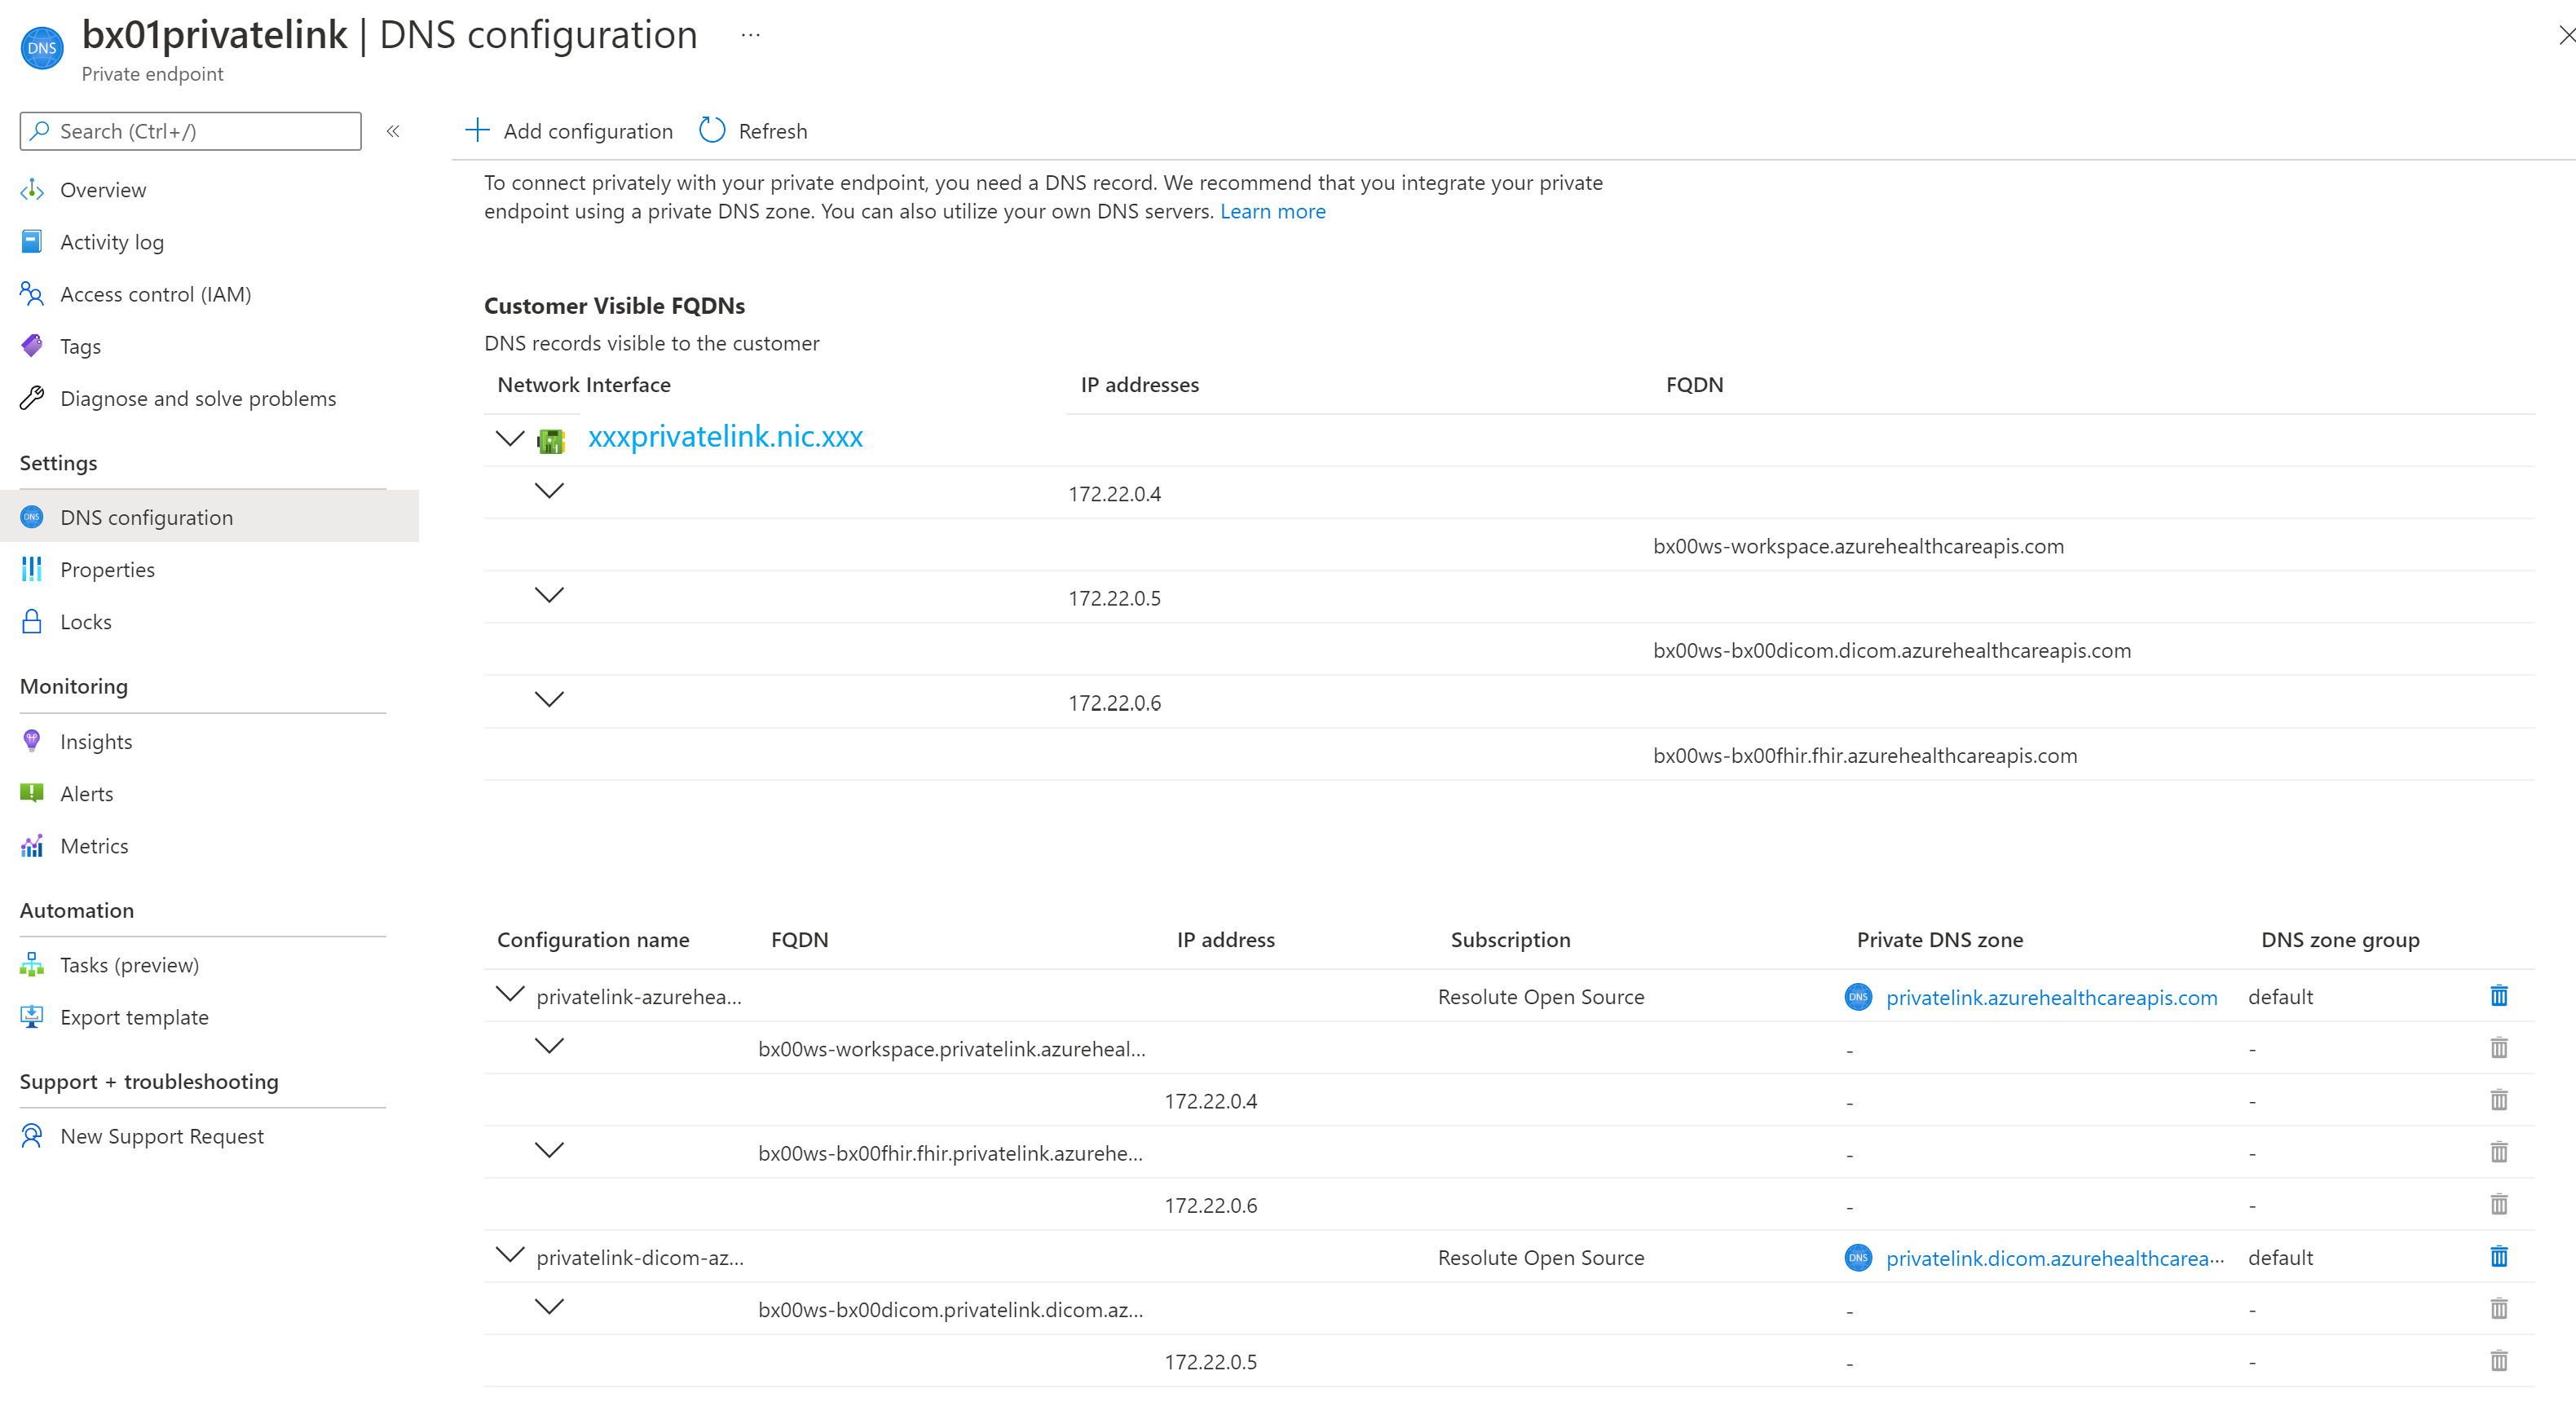 DNS
bx01privatelink | DNS configuration ...
Private endpoint
Search (Ctrl+/)
«
Overview
Activity log
Access control (IAM)
Tags
Diagnose and solve problems
Settings
DNS
DNS configuration
Properties
Locks
Monitoring
Insights
Alerts
Metrics
Automation
Tasks (preview)
Export template
Support + troubleshooting
New Support Request
Add configuration Refresh
To connect privately with your private endpoint, you need a DNS record. We recommend that you integrate your private
endpoint using a private DNS zone. You can also utilize your own DNS servers. Learn more
Customer Visible FQDNs
DNS records visible to the customer
Network Interface IP addresses FQDN
xxxprivatelink.nic.xxx
172.22.0.4
bx00ws-workspace.azurehealthcareapis.com
172.22.0.5
bx00ws-bx00dicom.dicom.azurehealthcareapis.com
172.22.0.6
bx00ws-bx00fhir.fhir.azurehealthcareapis.com
Configuration name FQDN IP address Subscription Private DNS zone DNS zone group
privatelink-azurehea... Resolute Open Source DNS privatelink.azurehealthcareapis.com default
bx00ws-workspace.privatelink.azureheal... - -
172.22.0.4 - -
bx00ws-bx00fhir.fhir.privatelink.azurehe... - -
172.22.0.6 - -
privatelink-dicom-az... Resolute Open Source DNS privatelink.dicom.azurehealthcarea... default
bx00ws-bx00dicom.privatelink.dicom.az... - -
172.22.0.5 - -